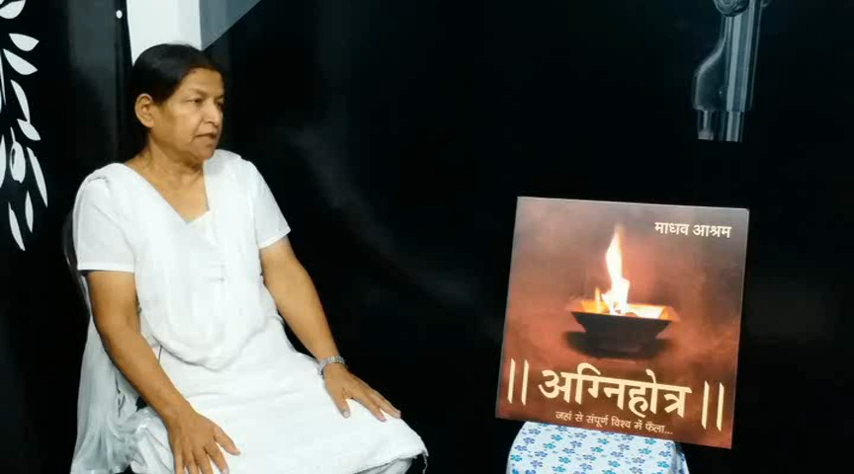 माधव आश्रम
|| अग्निहोत्र ||
जहां से संपूर्ण विश्व में फैला...